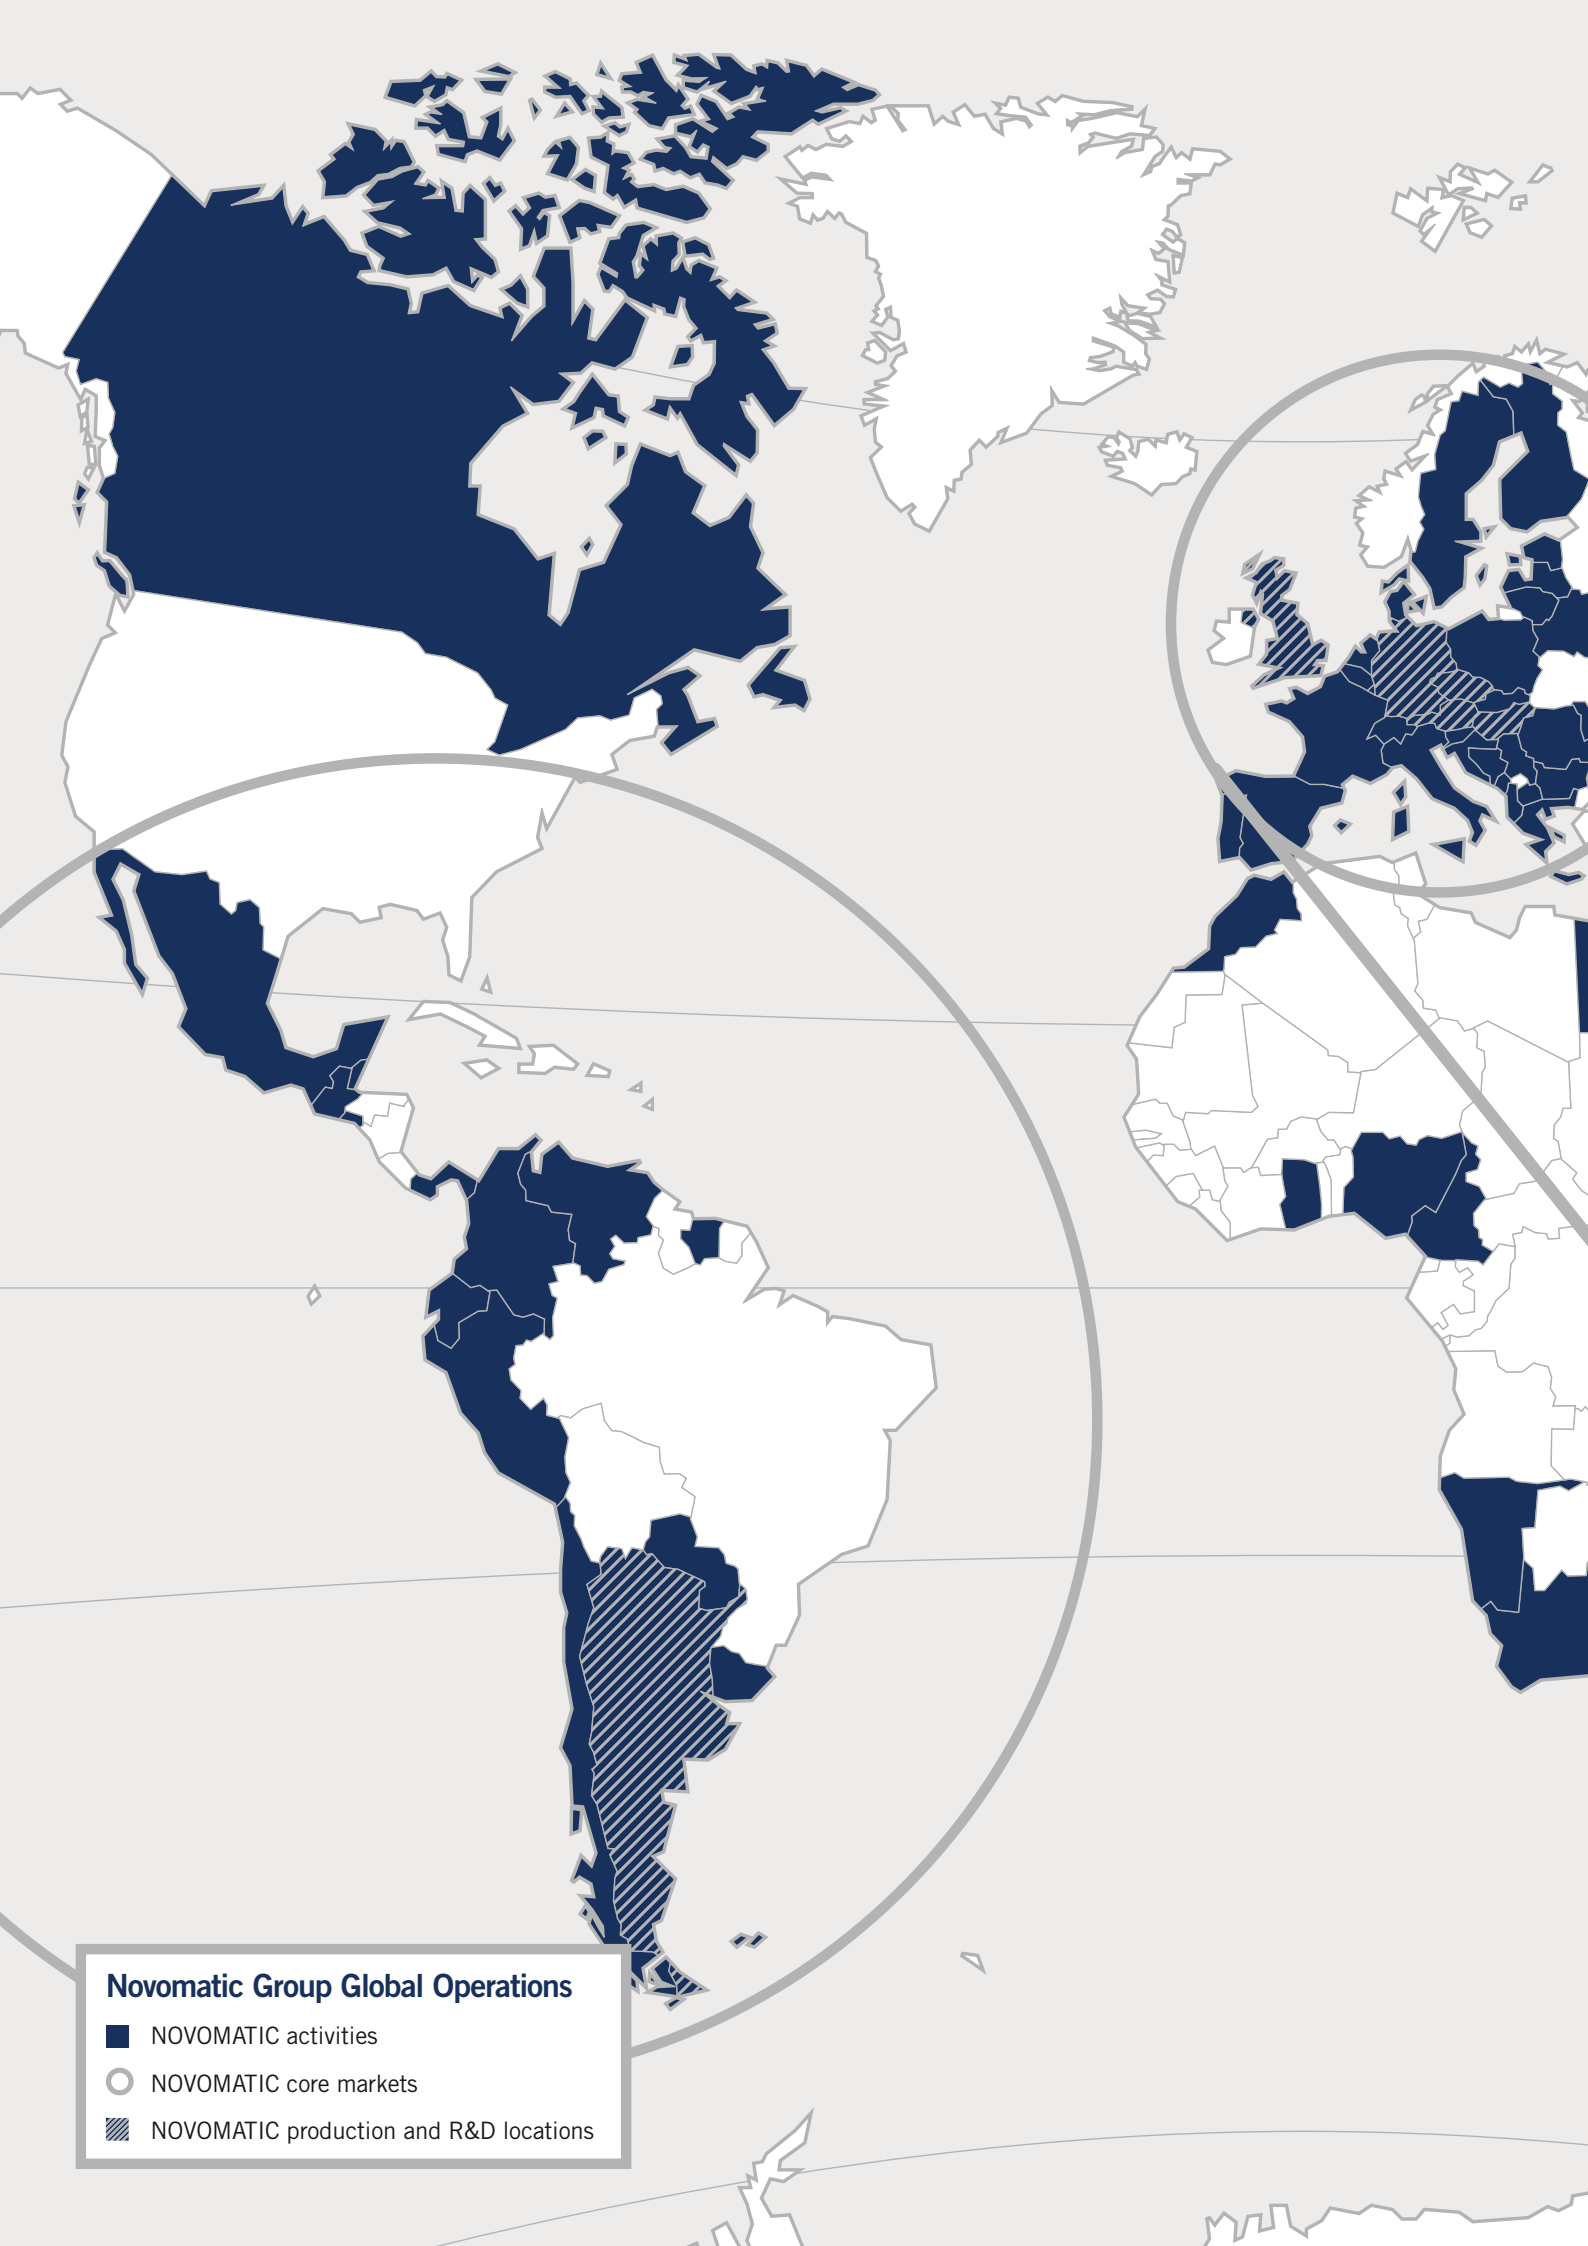 Novomatic Group Global Operations
NOVOMATIC activities
NOVOMATIC core markets
NOVOMATIC production and R&D locations